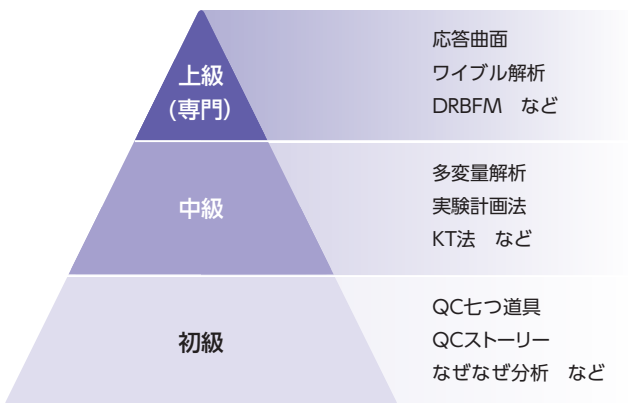 上級
(専門)
応答曲面
ワイブル解析
DRBFM　など
中級
多変量解析
実験計画法
KT法　など
初級
QC七つ道具
QCストーリー
なぜなぜ分析　など